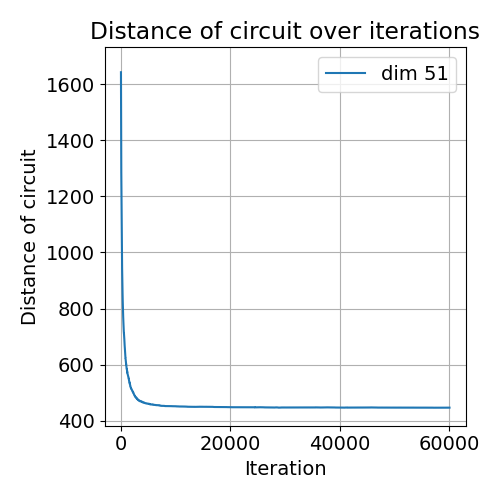 Distance of circuit over iterations
dim 51
1600
1400
1200
1000
800
600
400
Distance of circuit
0
20000
40000
60000
Iteration